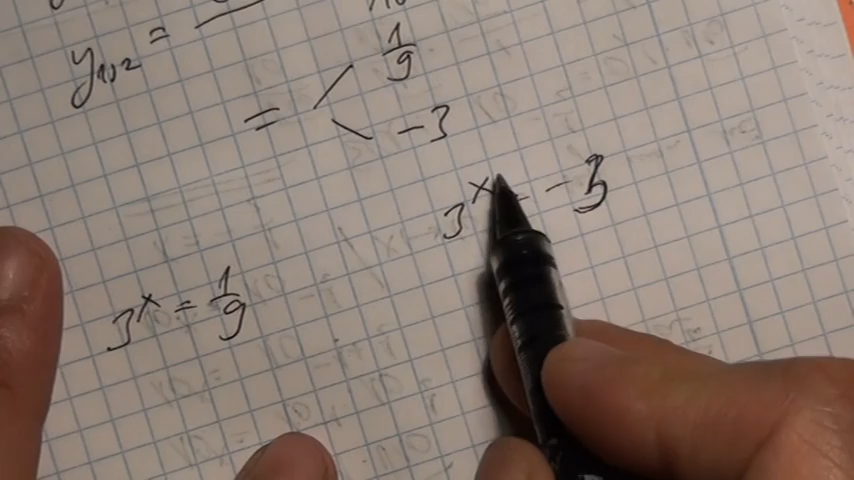 y₁,₂ =
= < 1/9
-3
3^x = -3
3^x = 1/9